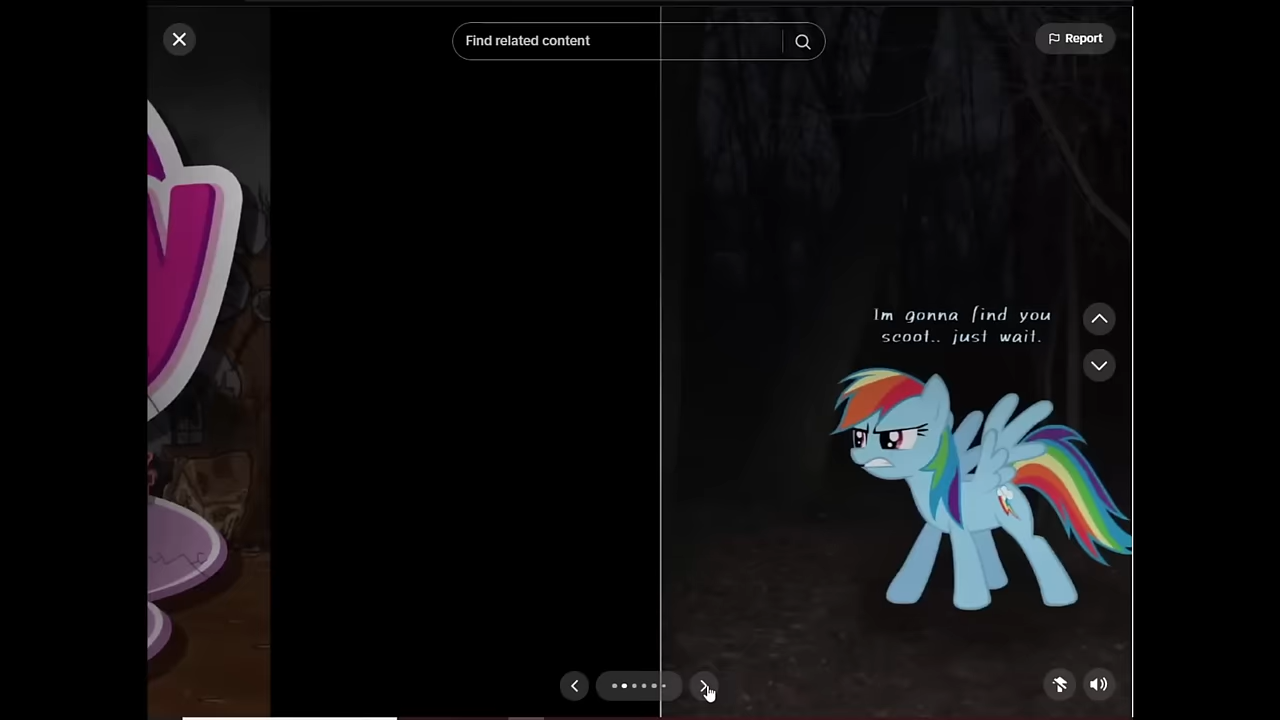 Find related content
Report
Im gonna find you
scoot.. just wait.